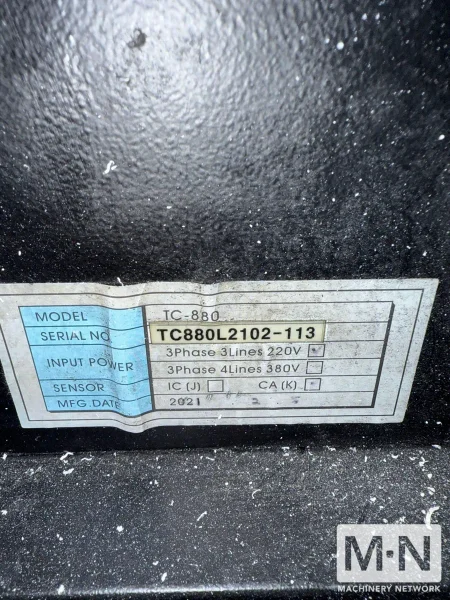 MODEL TC-880
SERIAL NO TC880L2102-113
INPUT POWER 3Phase 3Lines 220V
3Phase 4Lines 380V
SENSOR IC (J) CA (K)
MFG.DATE 2021
M·N
MACHINERY NETWORK